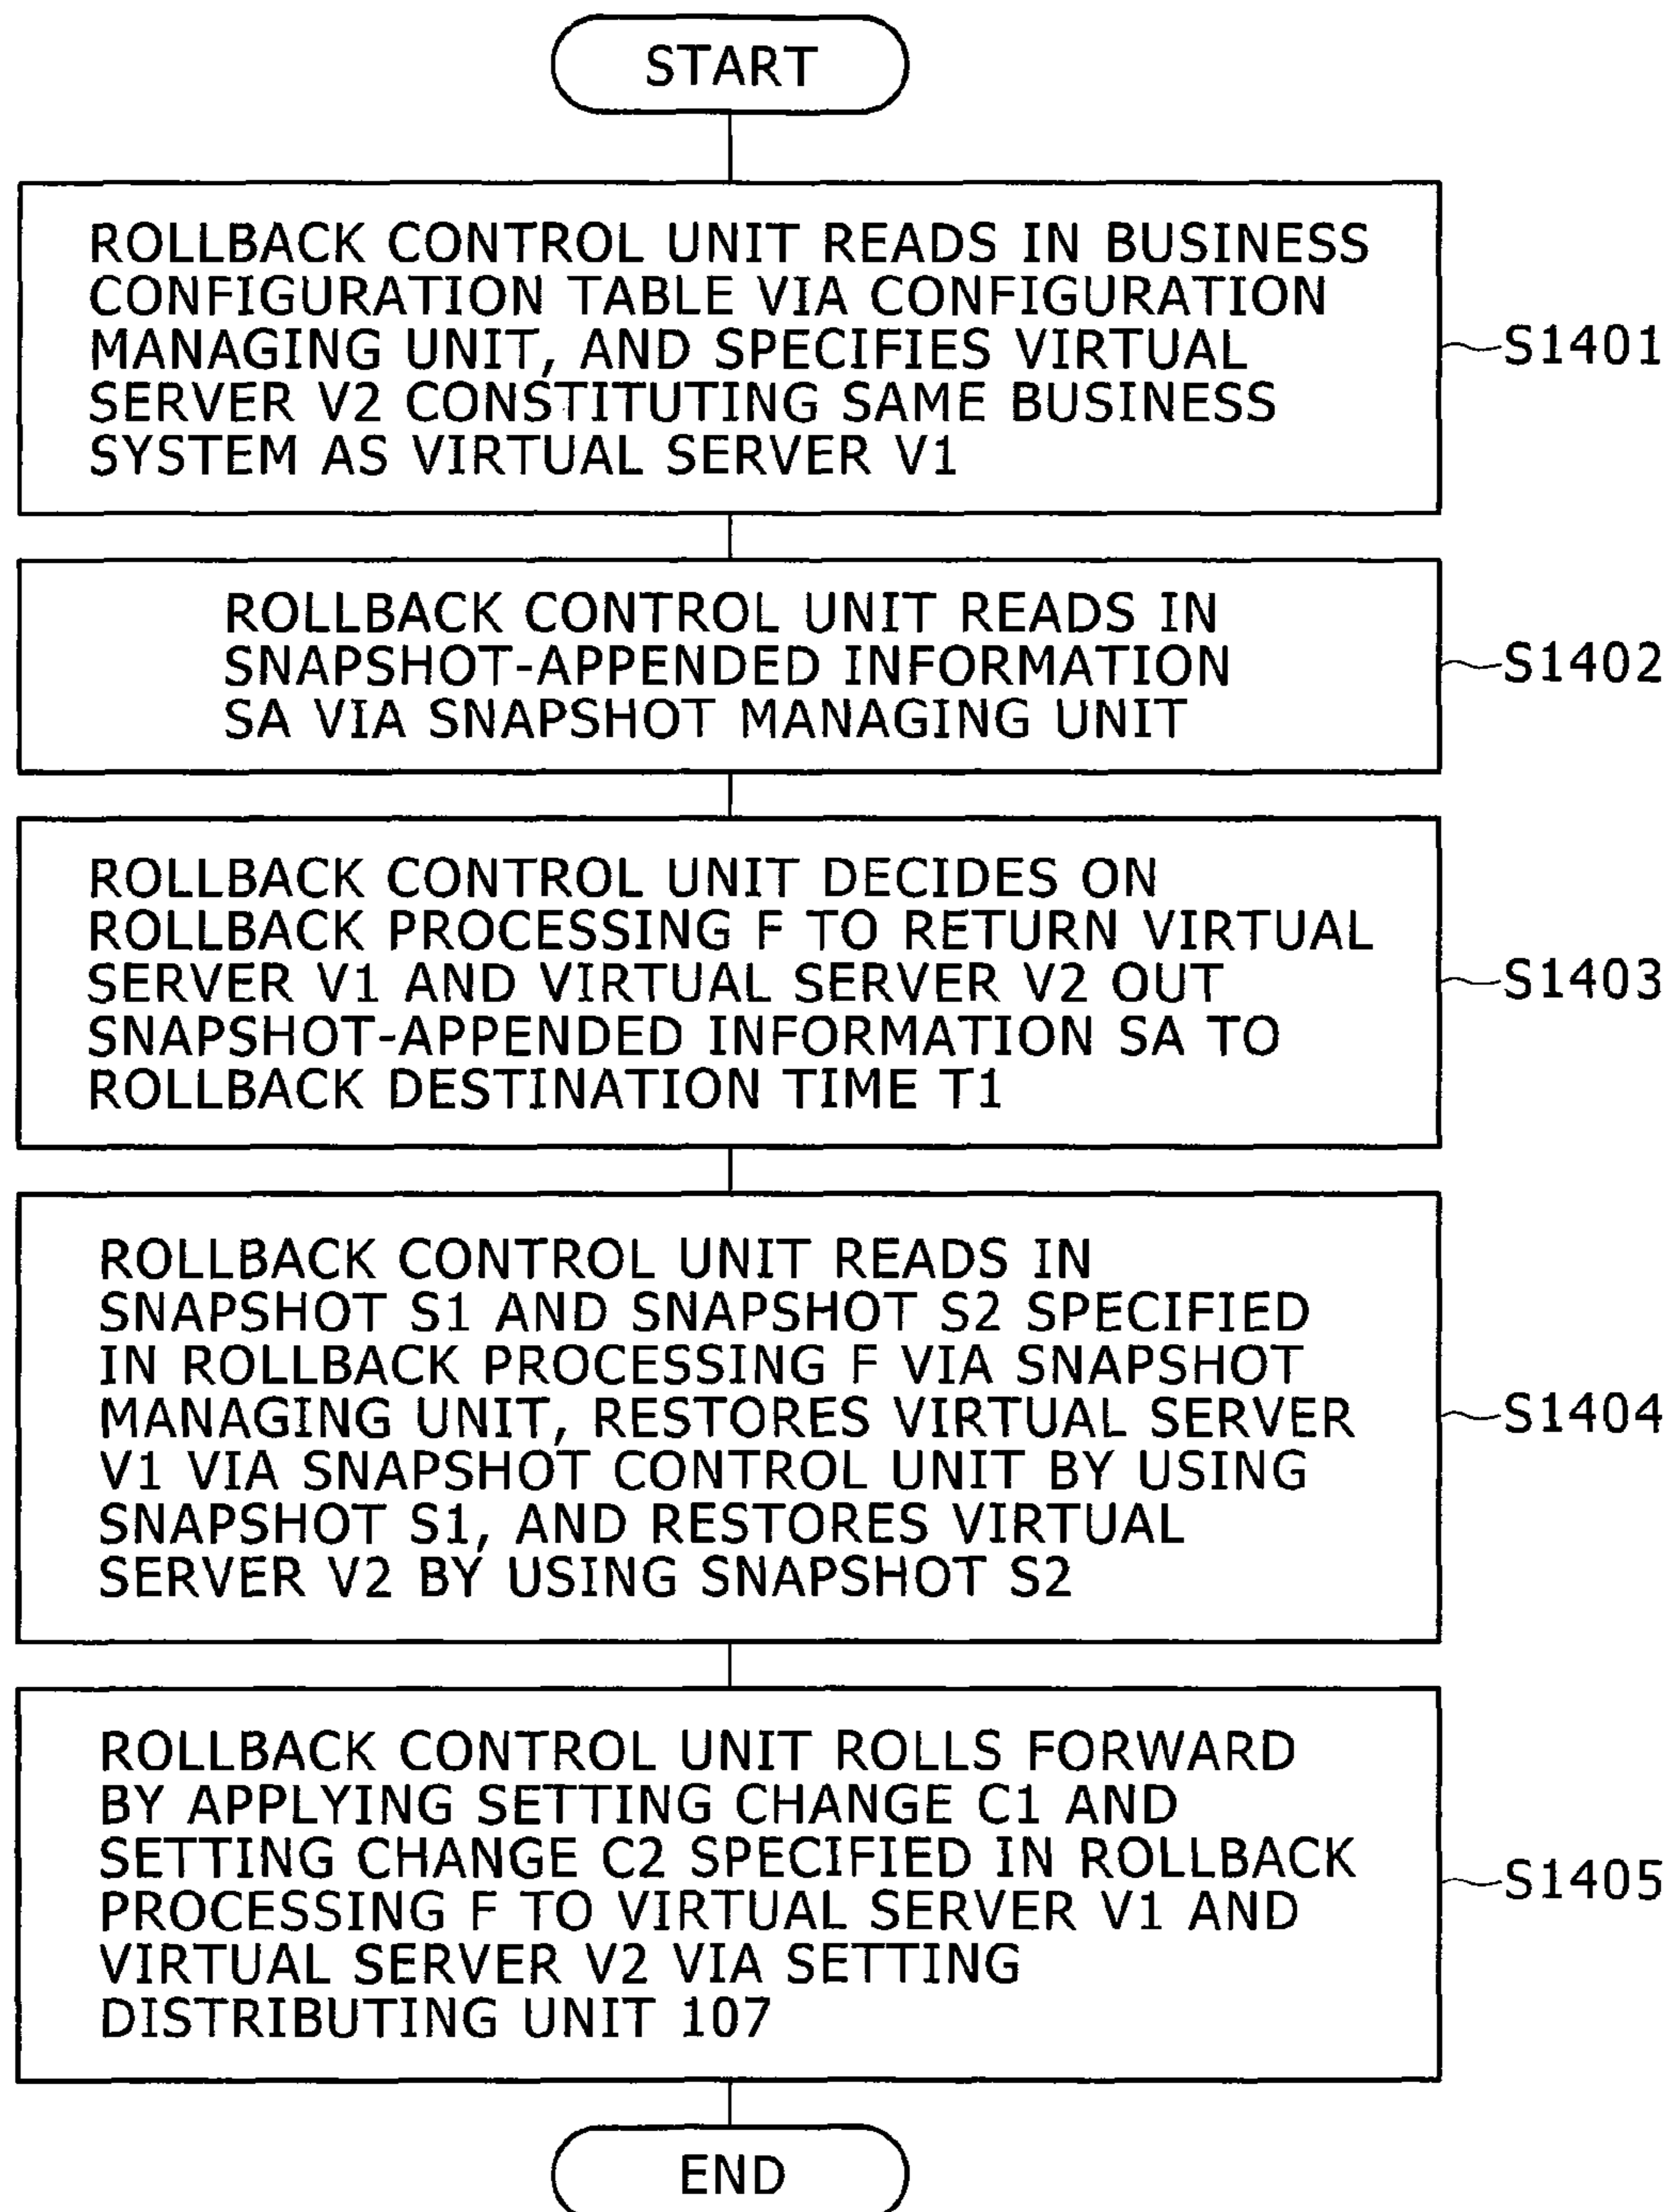 START
ROLLBACK CONTROL UNIT READS IN BUSINESS
CONFIGURATION TABLE VIA CONFIGURATION
MANAGING UNIT, AND SPECIFIES VIRTUAL
SERVER V2 CONSTITUTING SAME BUSINESS
SYSTEM AS VIRTUAL SERVER V1
S1401
ROLLBACK CONTROL UNIT READS IN
SNAPSHOT-APPENDED INFORMATION
SA VIA SNAPSHOT MANAGING UNIT
S1402
ROLLBACK CONTROL UNIT DECIDES ON
ROLLBACK PROCESSING F TO RETURN VIRTUAL
SERVER V1 AND VIRTUAL SERVER V2 OUT
SNAPSHOT-APPENDED INFORMATION SA TO
ROLLBACK DESTINATION TIME T1
S1403
ROLLBACK CONTROL UNIT READS IN
SNAPSHOT S1 AND SNAPSHOT S2 SPECIFIED
IN ROLLBACK PROCESSING F VIA SNAPSHOT
MANAGING UNIT, RESTORES VIRTUAL SERVER
V1 VIA SNAPSHOT CONTROL UNIT BY USING
SNAPSHOT S1, AND RESTORES VIRTUAL
SERVER V2 BY USING SNAPSHOT S2
S1404
ROLLBACK CONTROL UNIT ROLLS FORWARD
BY APPLYING SETTING CHANGE C1 AND
SETTING CHANGE C2 SPECIFIED IN ROLLBACK
PROCESSING F TO VIRTUAL SERVER V1 AND
VIRTUAL SERVER V2 VIA SETTING
DISTRIBUTING UNIT 107
S1405
END